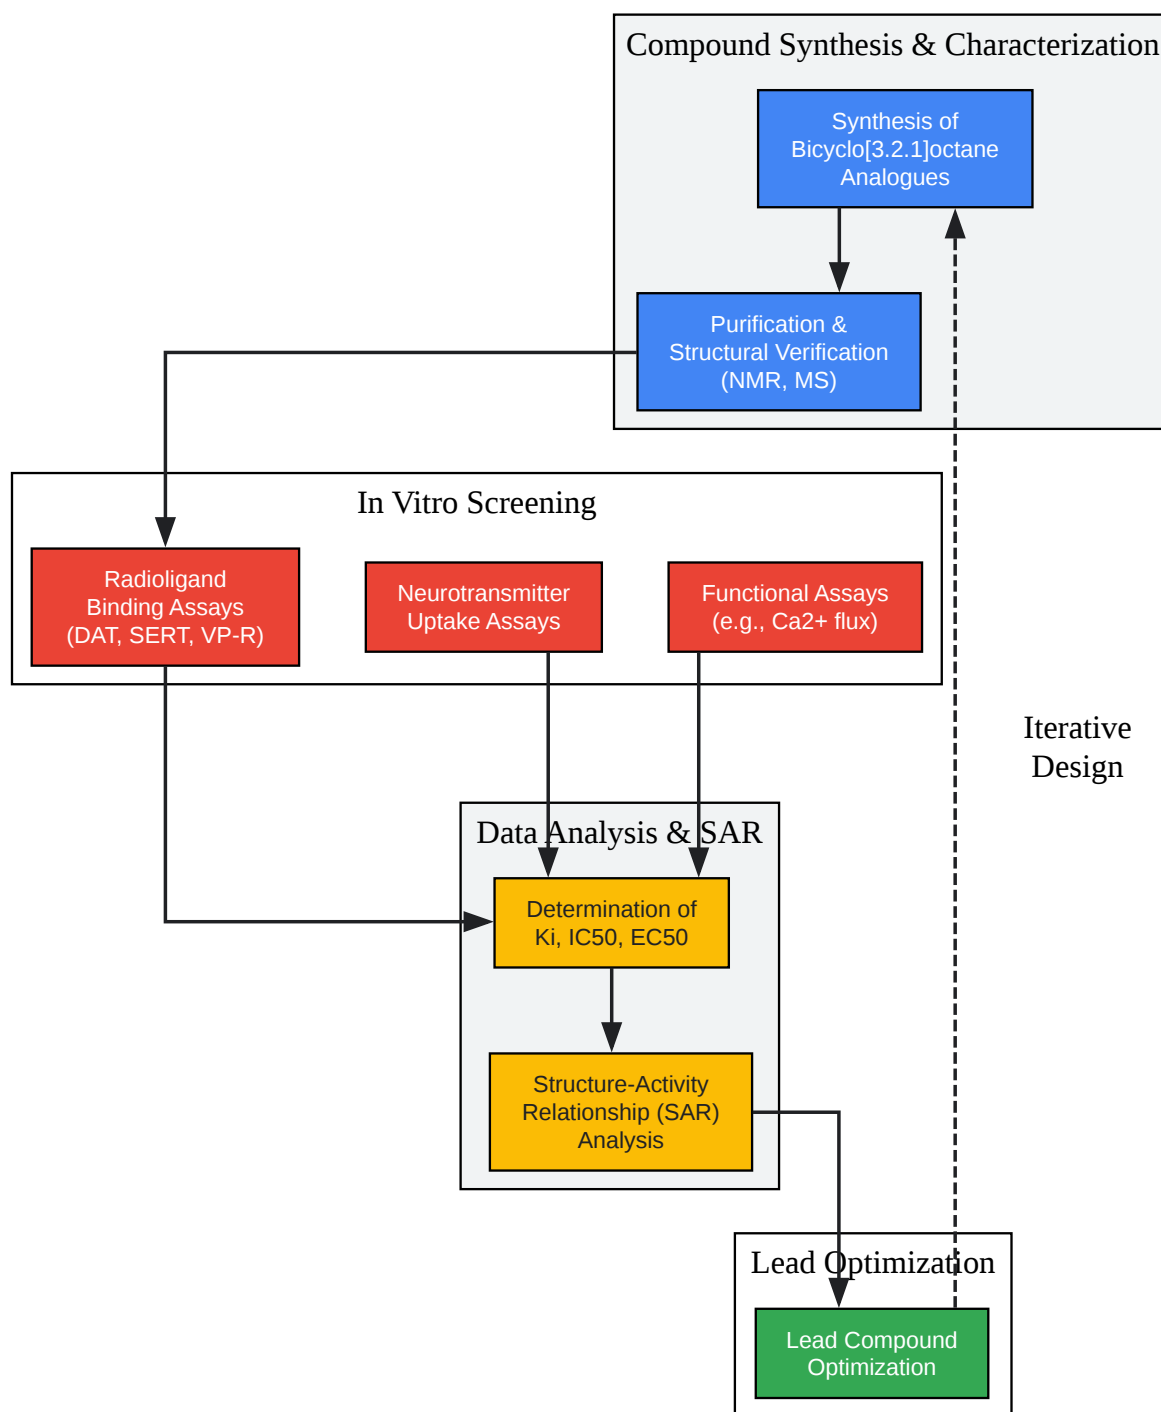 Compound Synthesis & Characterization
Synthesis of
Bicyclo[3.2.1]octane
Analogues
Purification &
Structural Verification
(NMR, MS)
In Vitro Screening
Radioligand
Binding Assays
(DAT, SERT, VP-R)
Neurotransmitter
Uptake Assays
Functional Assays
(e.g., Ca2+ flux)
Iterative
Design
Data Analysis & SAR
Determination of
Ki, IC50, EC50
Structure-Activity
Relationship (SAR)
Analysis
Lead Optimization
Lead Compound
Optimization